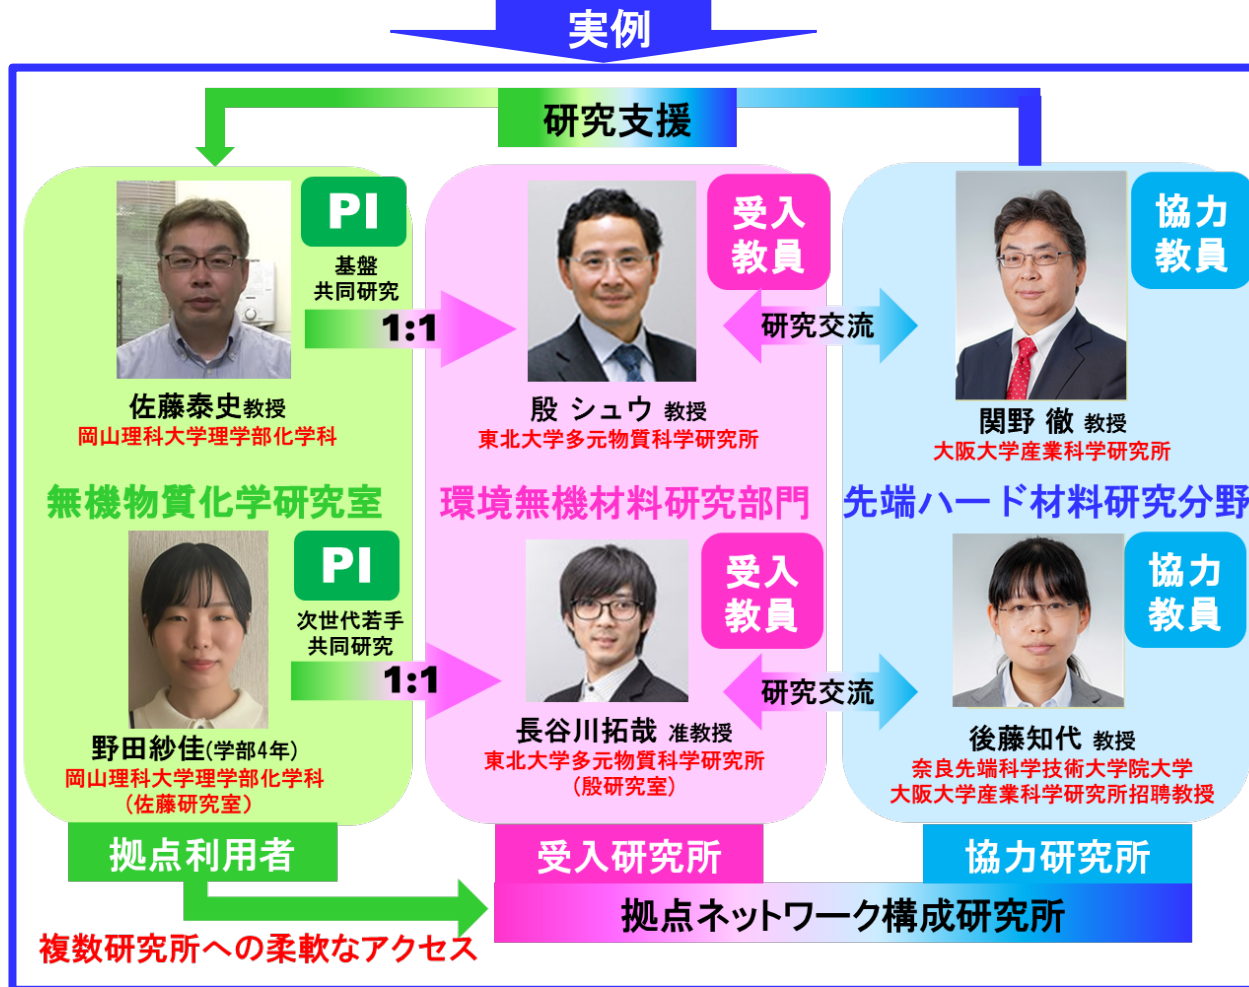 実例
研究支援
PI
基盤
共同研究
1:1
佐藤泰史教授
岡山理科大学理学部化学科
受入
教員
殷 シュウ 教授
東北大学多元物質科学研究所
研究交流
協力
教員
関野 徹 教授
大阪大学産業科学研究所
無機物質化学研究室
環境無機材料研究部門
先端ハード材料研究分野
PI
次世代若手
共同研究
1:1
野田紗佳(学部4年)
岡山理科大学理学部化学科
(佐藤研究室)
受入
教員
長谷川拓哉 准教授
東北大学多元物質科学研究所
(殷研究室)
研究交流
協力
教員
後藤知代 教授
奈良先端科学技術大学院大学
大阪大学産業科学研究所招聘教授
拠点利用者
受入研究所
協力研究所
拠点ネットワーク構成研究所
複数研究所への柔軟なアクセス